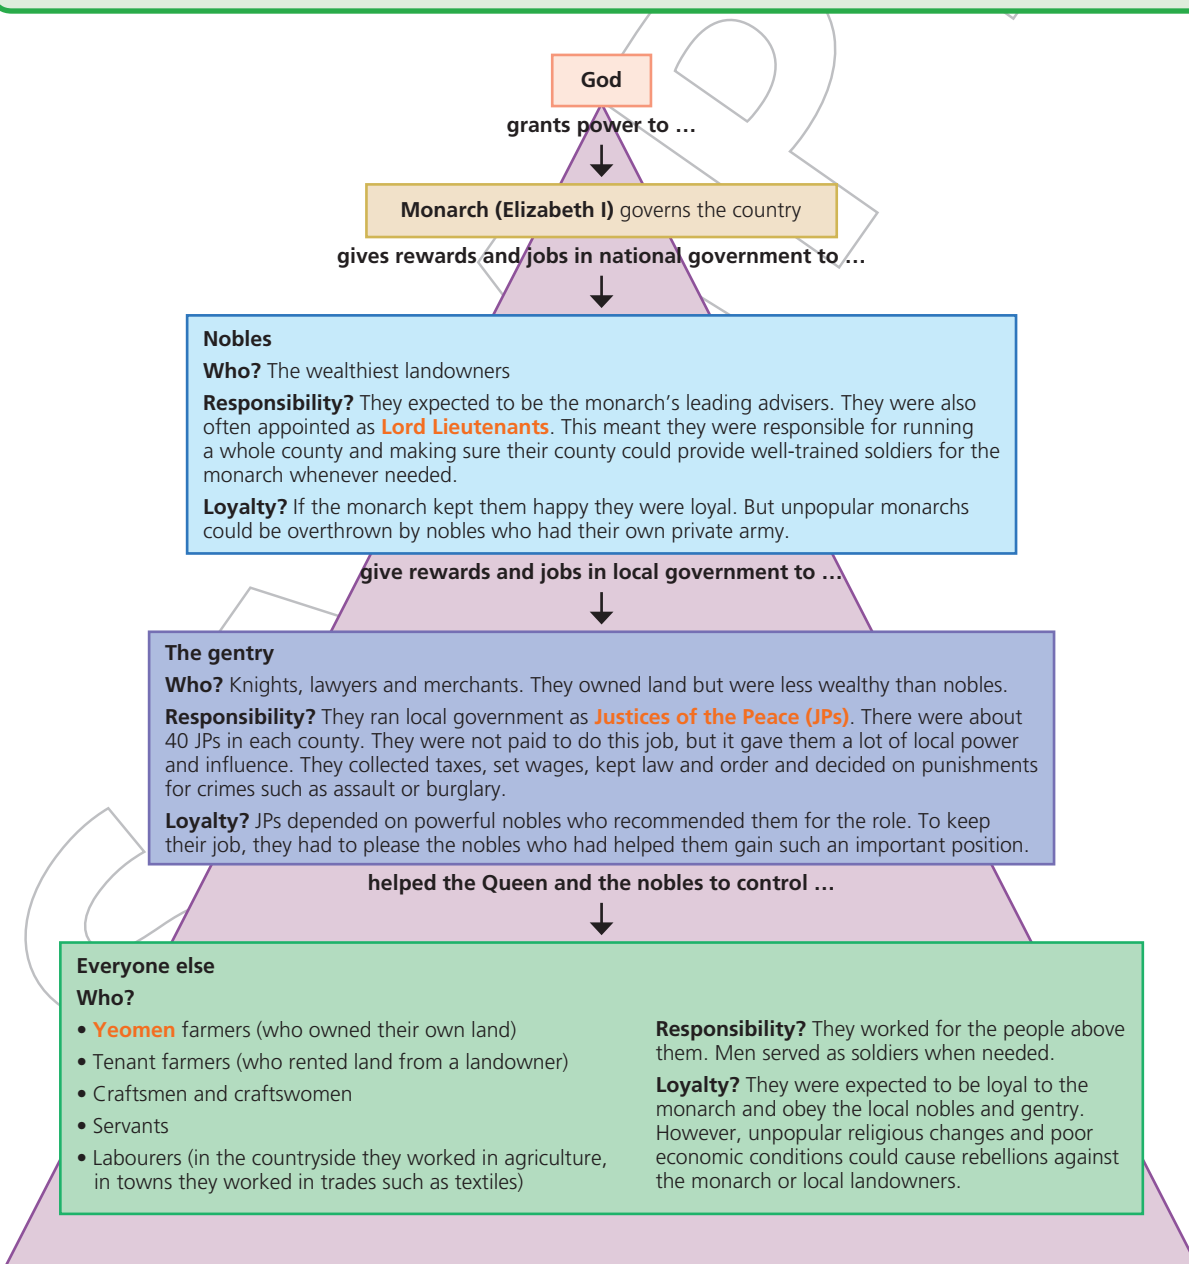 God
grants power to …
Monarch (Elizabeth I) governs the country
gives rewards and jobs in national government to …
Nobles
Who? The wealthiest landowners
Responsibility? They expected to be the monarch’s leading advisers. They were also
often appointed as Lord Lieutenants. This meant they were responsible for running
a whole county and making sure their county could provide well-trained soldiers for the
monarch whenever needed.
Loyalty? If the monarch kept them happy they were loyal. But unpopular monarchs
could be overthrown by nobles who had their own private army.
give rewards and jobs in local government to …
The gentry
Who? Knights, lawyers and merchants. They owned land but were less wealthy than nobles.
Responsibility? They ran local government as Justices of the Peace (JPs). There were about
40 JPs in each county. They were not paid to do this job, but it gave them a lot of local power
and influence. They collected taxes, set wages, kept law and order and decided on punishments
for crimes such as assault or burglary.
Loyalty? JPs depended on powerful nobles who recommended them for the role. To keep
their job, they had to please the nobles who had helped them gain such an important position.
helped the Queen and the nobles to control …
Everyone else
Who?
• Yeomen farmers (who owned their own land)
• Tenant farmers (who rented land from a landowner)
• Craftsmen and craftswomen
• Servants
• Labourers (in the countryside they worked in agriculture,
in towns they worked in trades such as textiles)
Responsibility? They worked for the people above
them. Men served as soldiers when needed.
Loyalty? They were expected to be loyal to the
monarch and obey the local nobles and gentry.
However, unpopular religious changes and poor
economic conditions could cause rebellions against
the monarch or local landowners.